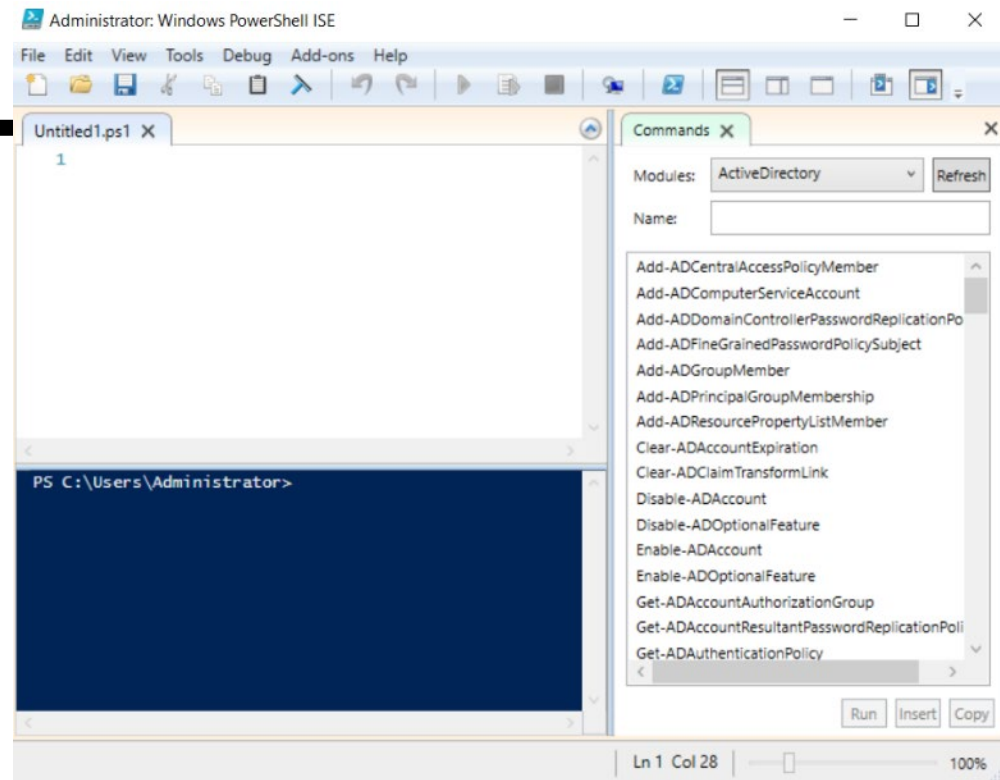 Administrator: Windows PowerShell ISE
File Edit View Tools Debug Add-ons Help
Untitled1.ps1
1
PS C:\Users\Administrator>
Commands
Modules: ActiveDirectory Refresh
Name:
Add-ADCentralAccessPolicyMember
Add-ADComputerServiceAccount
Add-ADDomainControllerPasswordReplicationPo
Add-ADFineGrainedPasswordPolicySubject
Add-ADGroupMember
Add-ADPrincipalGroupMembership
Add-ADResourcePropertyListMember
Clear-ADAccountExpiration
Clear-ADClaimTransformLink
Disable-ADAccount
Disable-ADOptionalFeature
Enable-ADAccount
Enable-ADOptionalFeature
Get-ADAccountAuthorizationGroup
Get-ADAccountResultantPasswordReplicationPoli
Get-ADAuthenticationPolicy
Run Insert Copy
Ln 1 Col 28 100%